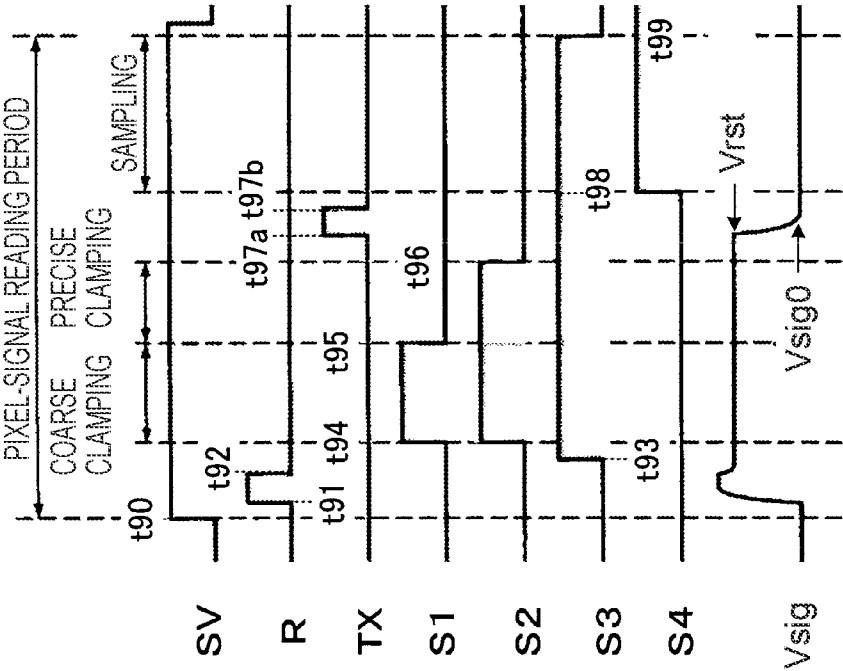 PIXEL-SIGNAL READING PERIOD
COARSE
CLAMPING
PRECISE
CLAMPING
SAMPLING
t90
SV
t92
R
t91
t97a
t97b
TX
t94
t95
S1
t96
S2
S3
t93
t98
S4
t99
Vsig
Vrst
Vsig0